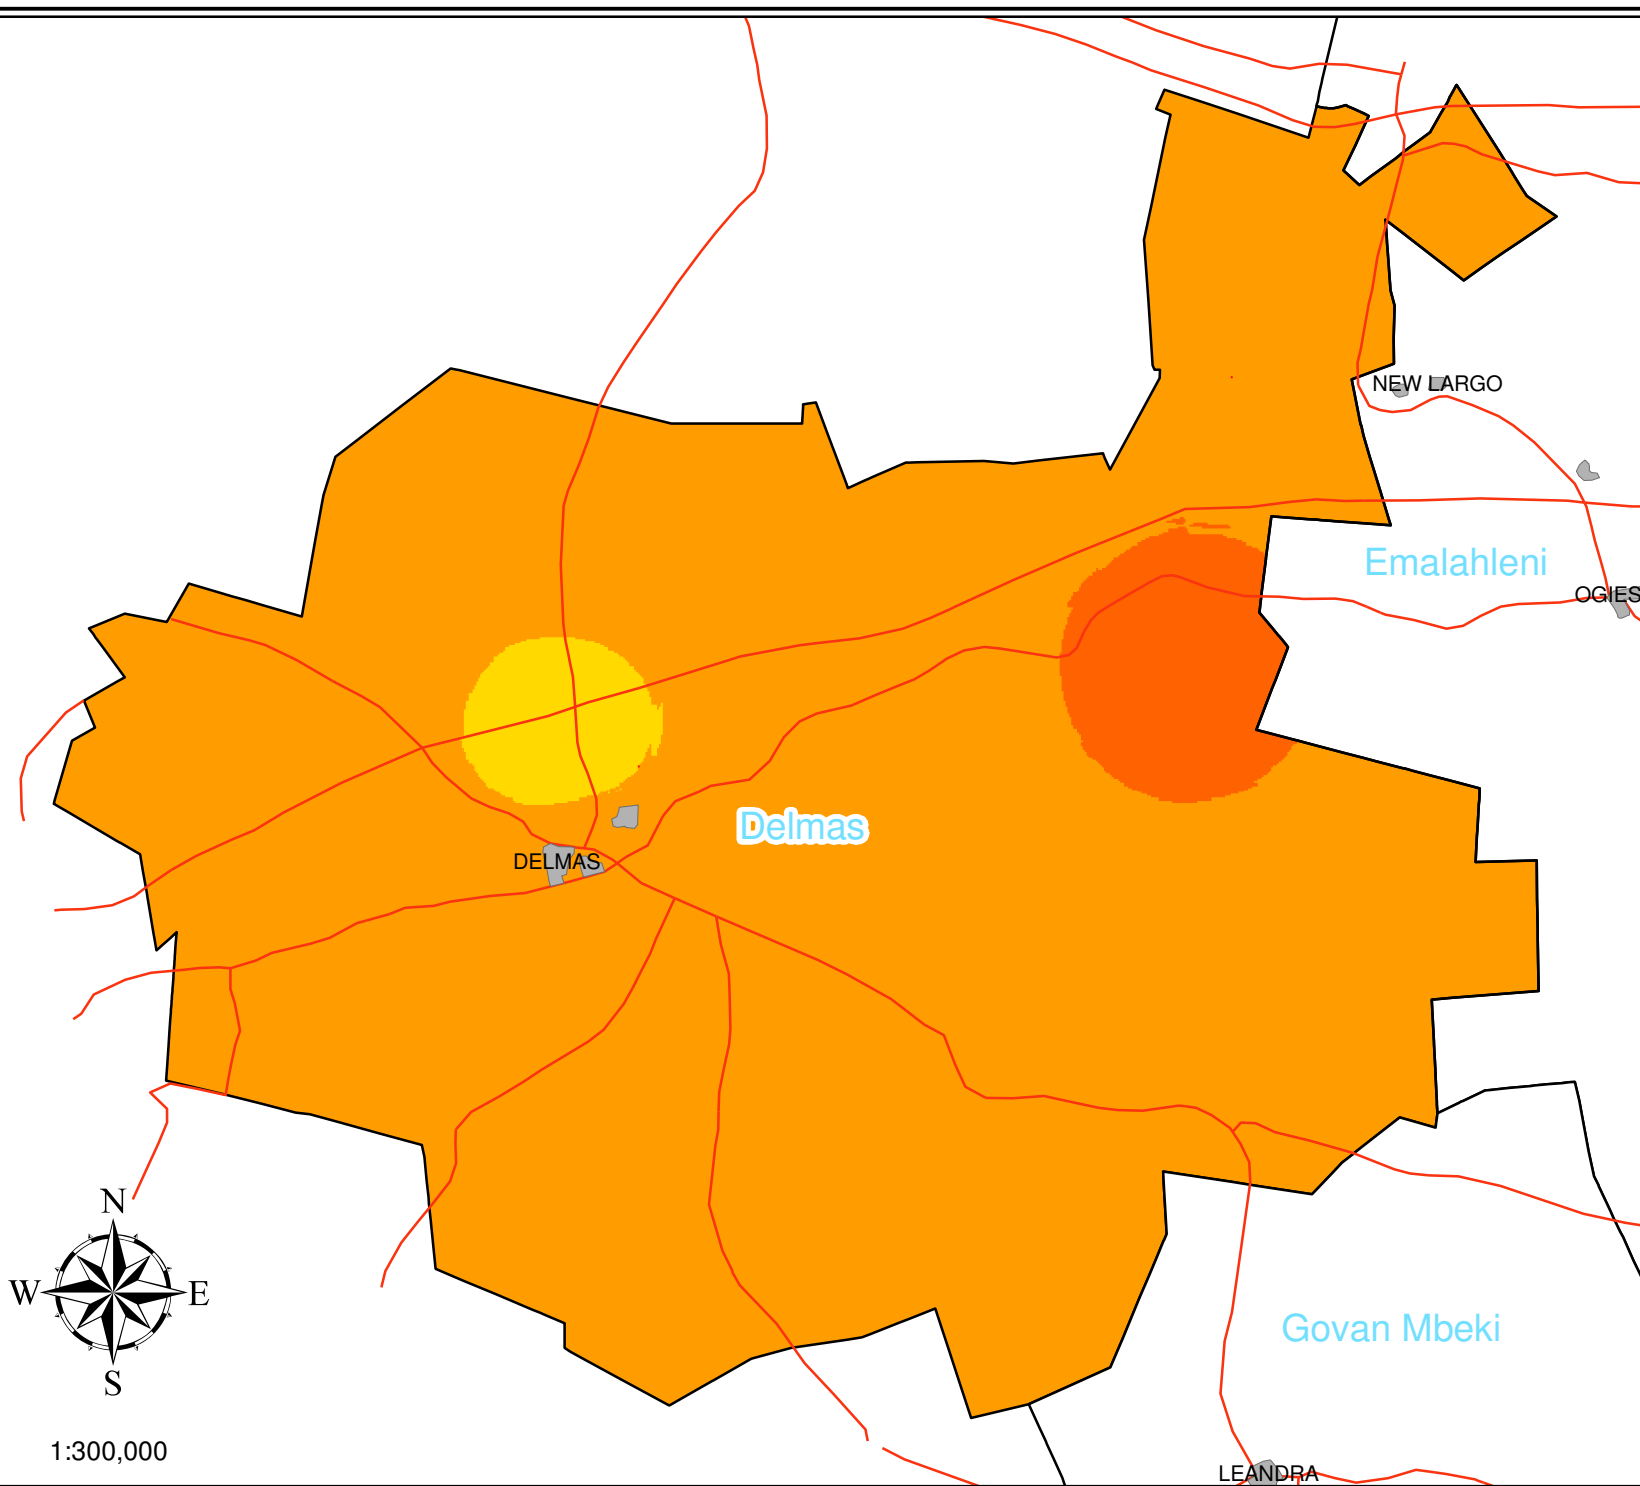 NEW LARGO
Emalahleni
OGIES
Delmas
DELMAS
N
W
E
S
Govan Mbeki
1:300,000
LEANDRA